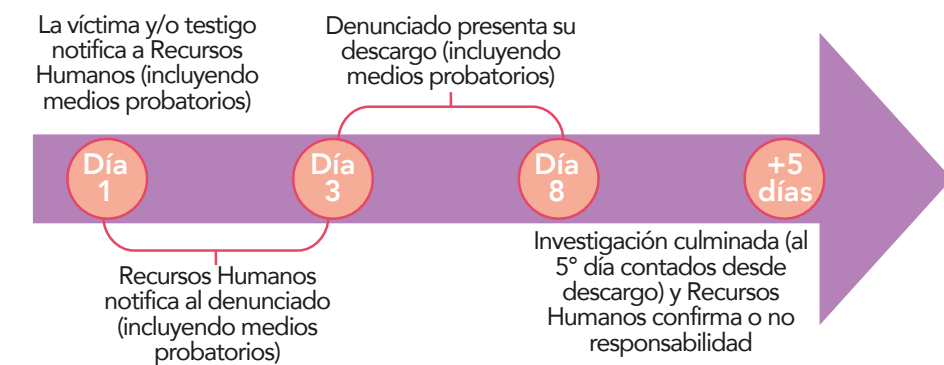 La víctima y/o testigo
notifica a Recursos
Humanos (incluyendo
medios probatorios)
Denunciado presenta su
descargo (incluyendo
medios probatorios)
Día
1
Día
3
Día
8
+5
días
Recursos Humanos
notifica al denunciado
(incluyendo medios
probatorios)
Investigación culminada (al
5° día contados desde
descargo) y Recursos
Humanos confirma o no
responsabilidad